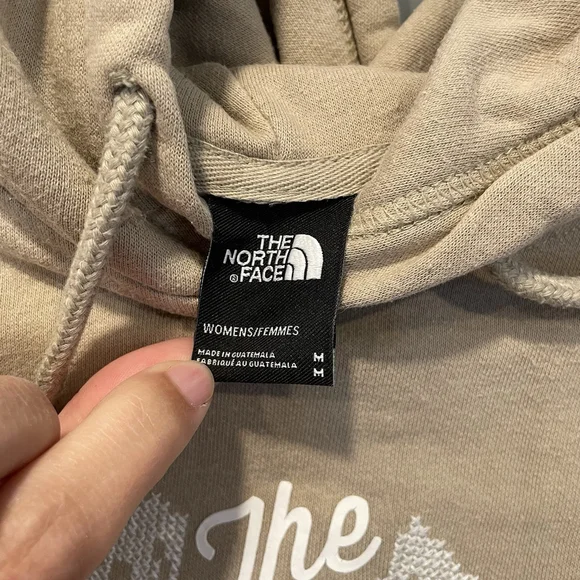 THE
NORTH
FACE
®
WOMENS/FEMMES
MADE IN GUATEMALA M
FABRIQUÉ AU GUATEMALA M
The